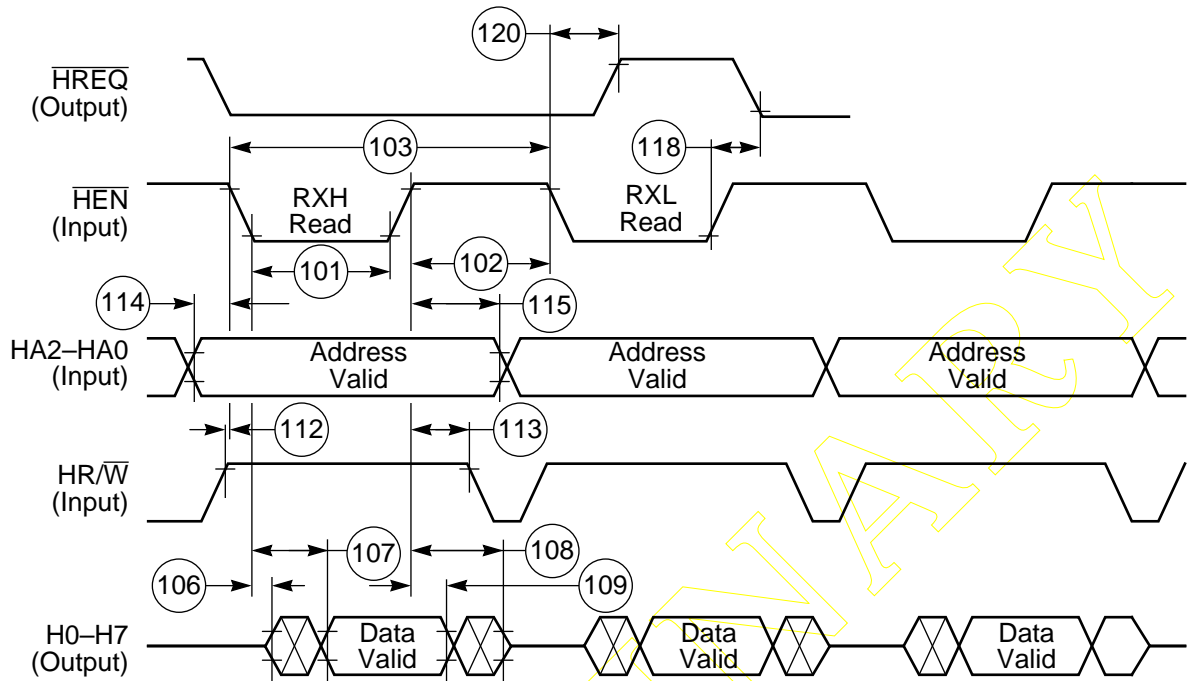 120
H̅R̅E̅Q̅
(Output)
103
118
H̅E̅N̅
(Input)
RXH
Read
RXL
Read
101
102
114
115
HA2–HA0
(Input)
Address
Valid
Address
Valid
Address
Valid
112
113
HR/W̅
(Input)
107
108
106
109
H0–H7
(Output)
Data
Valid
Data
Valid
Data
Valid
NARY